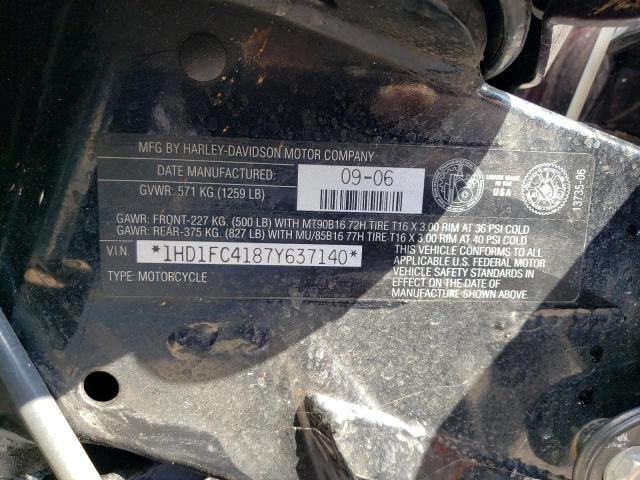 MFG BY HARLEY-DAVIDSON MOTOR COMPANY
DATE MANUFACTURED: 09-06
GVWR: 571 KG. (1259 LB)
UNION MADE IN THE USA
13735-06
GAWR: FRONT-227 KG. (500 LB) WITH MT90B16 72H TIRE T16 X 3.00 RIM AT 36 PSI COLD
GAWR: REAR-375 KG. (827 LB) WITH MU/85B16 77H TIRE T16 X 3.00 RIM AT 40 PSI COLD
V.I.N. *1HD1FC4187Y637140*
TYPE: MOTORCYCLE
THIS VEHICLE CONFORMS TO ALL
APPLICABLE U.S. FEDERAL MOTOR
VEHICLE SAFETY STANDARDS IN
EFFECT ON THE DATE OF
MANUFACTURE SHOWN ABOVE.